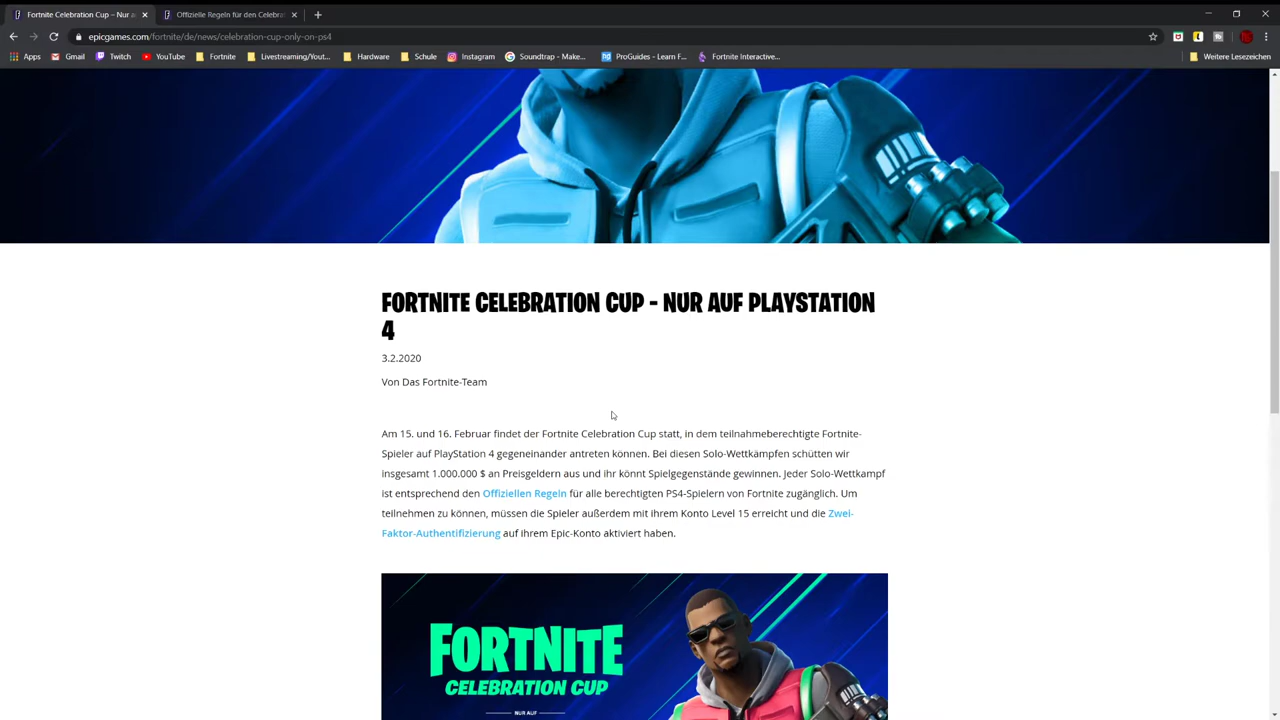 Fortnite Celebration Cup – Nur a
Offizielle Regeln für den Celebrat
epicgames.com/fortnite/de/news/celebration-cup-only-on-ps4
Apps
Gmail
Twitch
YouTube
Fortnite
Livestreaming/Yout...
Hardware
Schule
Instagram
Soundtrap - Make...
ProGuides - Learn F...
Fortnite Interactive...
Weitere Lesezeichen
FORTNITE CELEBRATION CUP – NUR AUF PLAYSTATION
4
3.2.2020
Von Das Fortnite-Team
Am 15. und 16. Februar findet der Fortnite Celebration Cup statt, in dem teilnahmeberechtigte Fortnite-
Spieler auf PlayStation 4 gegeneinander antreten können. Bei diesen Solo-Wettkämpfen schütten wir
insgesamt 1.000.000 $ an Preisgeldern aus und ihr könnt Spielgegenstände gewinnen. Jeder Solo-Wettkampf
ist entsprechend den Offiziellen Regeln für alle berechtigten PS4-Spielern von Fortnite zugänglich. Um
teilnehmen zu können, müssen die Spieler außerdem mit ihrem Konto Level 15 erreicht und die Zwei-
Faktor-Authentifizierung auf ihrem Epic-Konto aktiviert haben.
FORTNITE
CELEBRATION CUP
NUR AUF